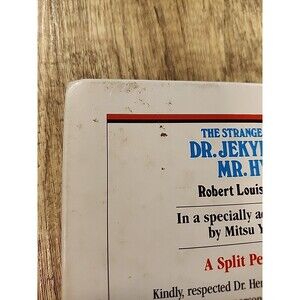 THE STRANGE
DR. JEKY
MR. HY
Robert Louis
In a specially a
by Mitsu Y
A Split Pe
Kindly, respected Dr. Hen